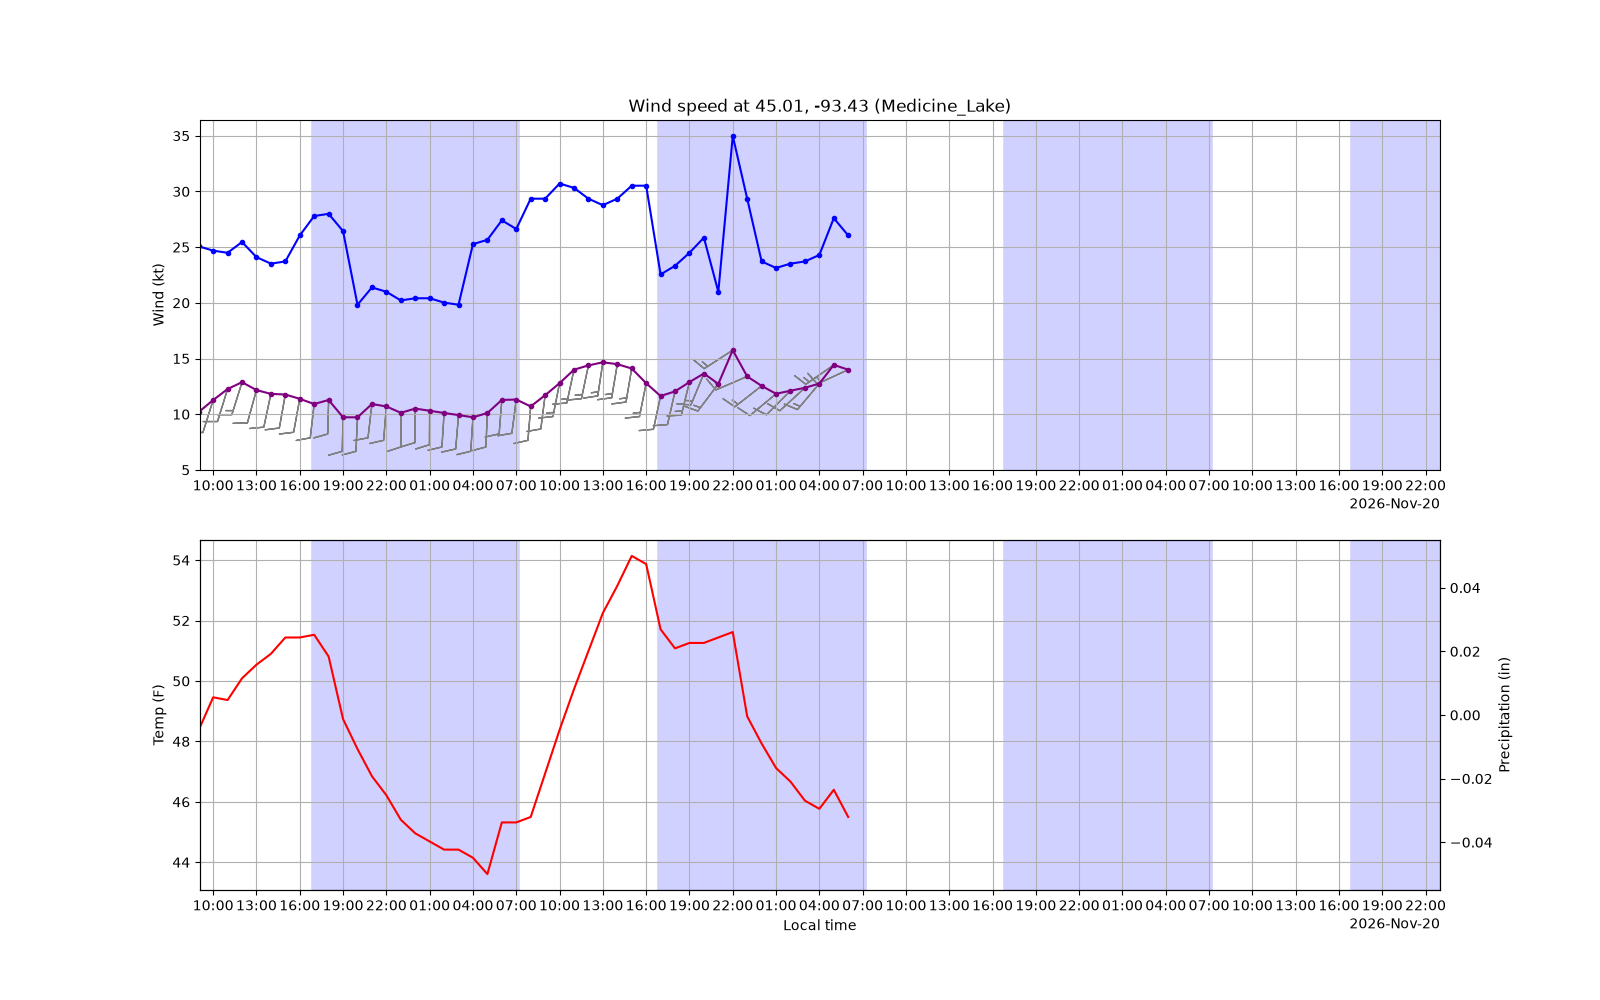 Wind speed at 45.01, -93.43 (Medicine_Lake)
35
30
25
20
15
10
5
Wind (kt)
10:00 13:00 16:00 19:00 22:00 01:00 04:00 07:00 10:00 13:00 16:00 19:00 22:00 01:00 04:00 07:00 10:00 13:00 16:00 19:00 22:00 01:00 04:00 07:00 10:00 13:00 16:00 19:00 22:00
2026-Nov-20
54
52
50
48
46
44
Temp (F)
0.04
0.02
0.00
−0.02
−0.04
Precipitation (in)
10:00 13:00 16:00 19:00 22:00 01:00 04:00 07:00 10:00 13:00 16:00 19:00 22:00 01:00 04:00 07:00 10:00 13:00 16:00 19:00 22:00 01:00 04:00 07:00 10:00 13:00 16:00 19:00 22:00
Local time
2026-Nov-20